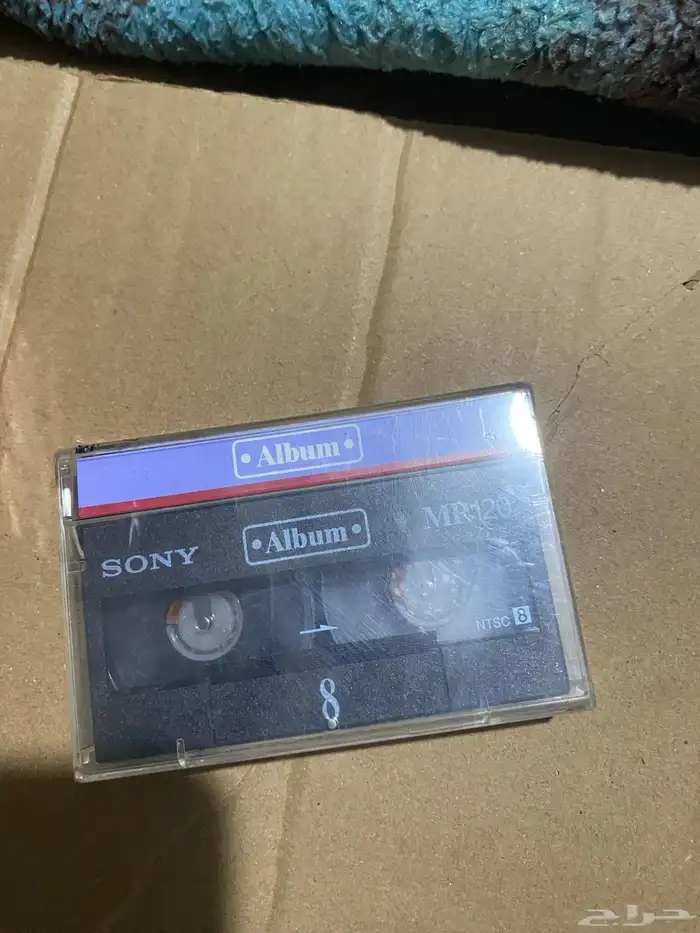 Album
SONY
Album
MR120
NTSC 8
8
حراج